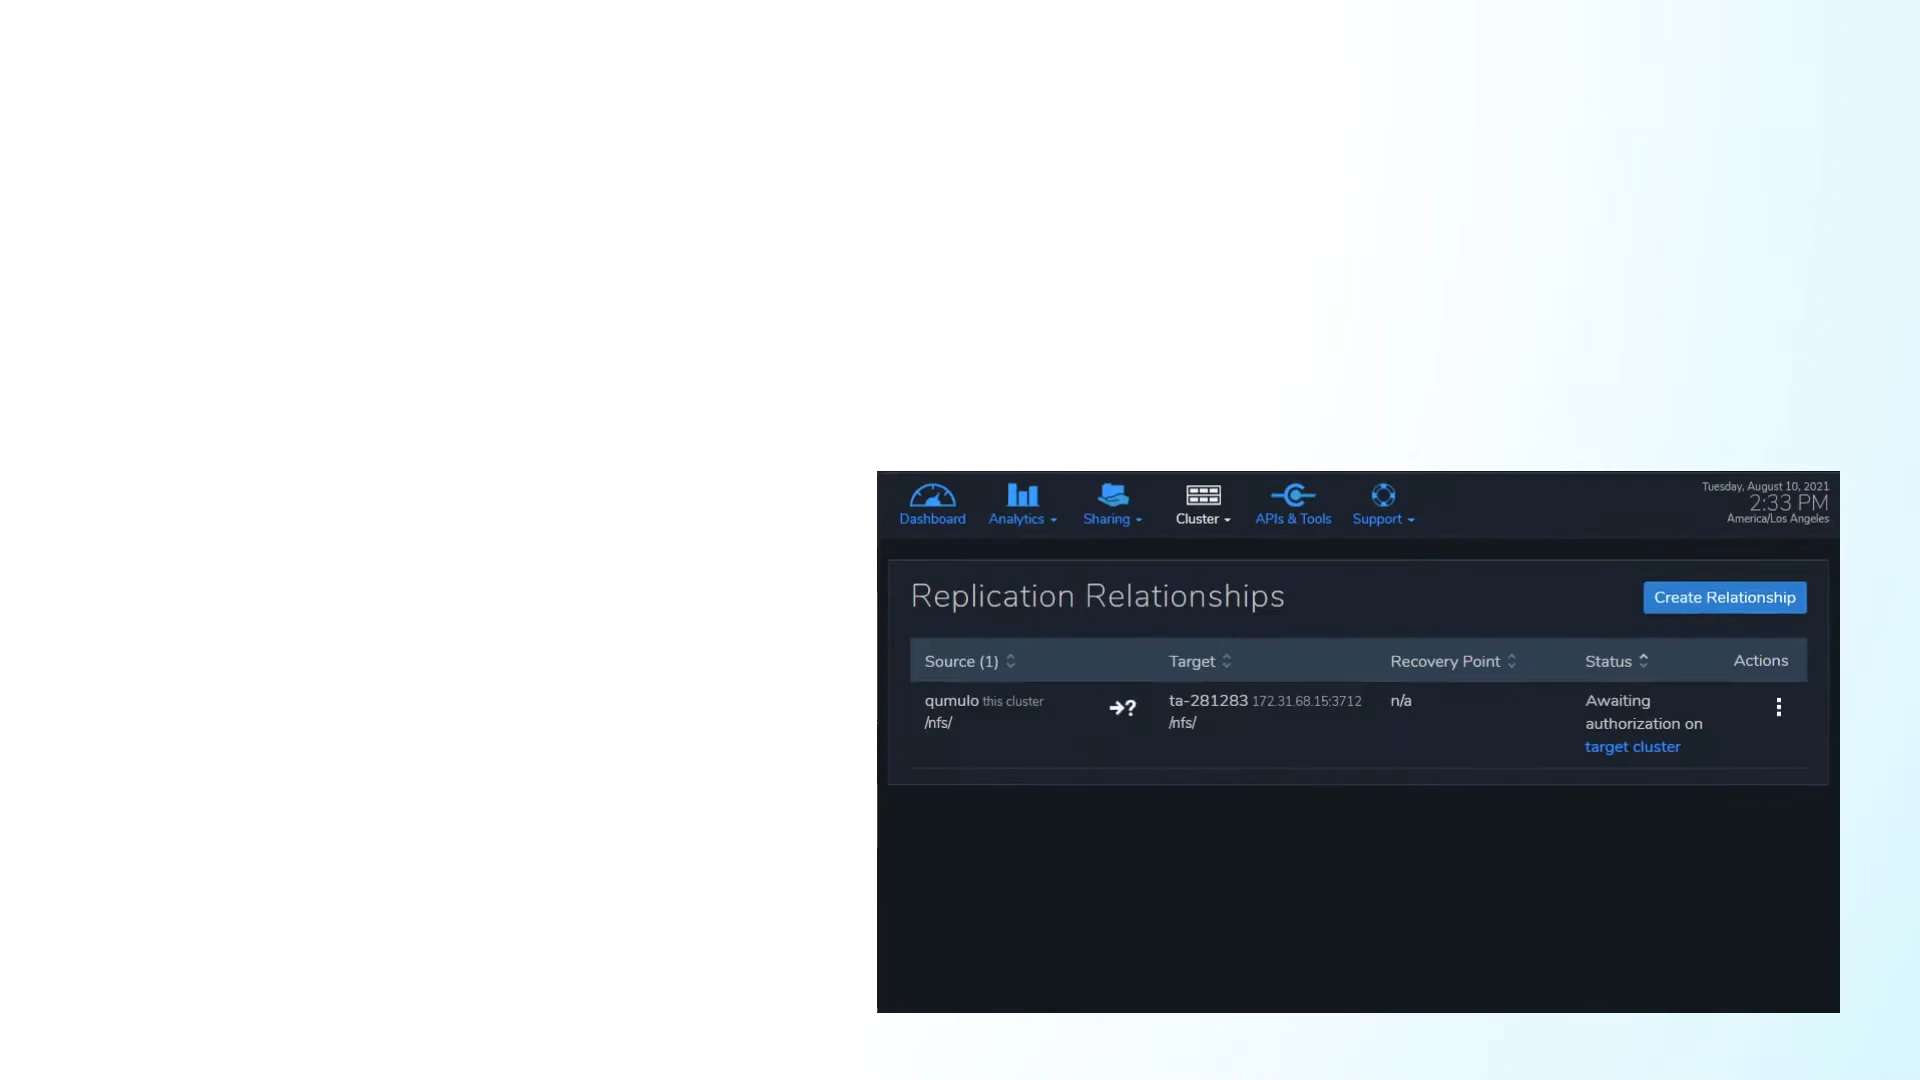 Dashboard Analytics Sharing Cluster APIs & Tools Support
Tuesday, August 10, 2021
2:33 PM
America/Los Angeles
Replication Relationships
Create Relationship
Source (1) Target Recovery Point Status Actions
qumulo this cluster →? ta-281283 172.31.68.15:3712 n/a Awaiting
/nfs/ /nfs/ authorization on
target cluster